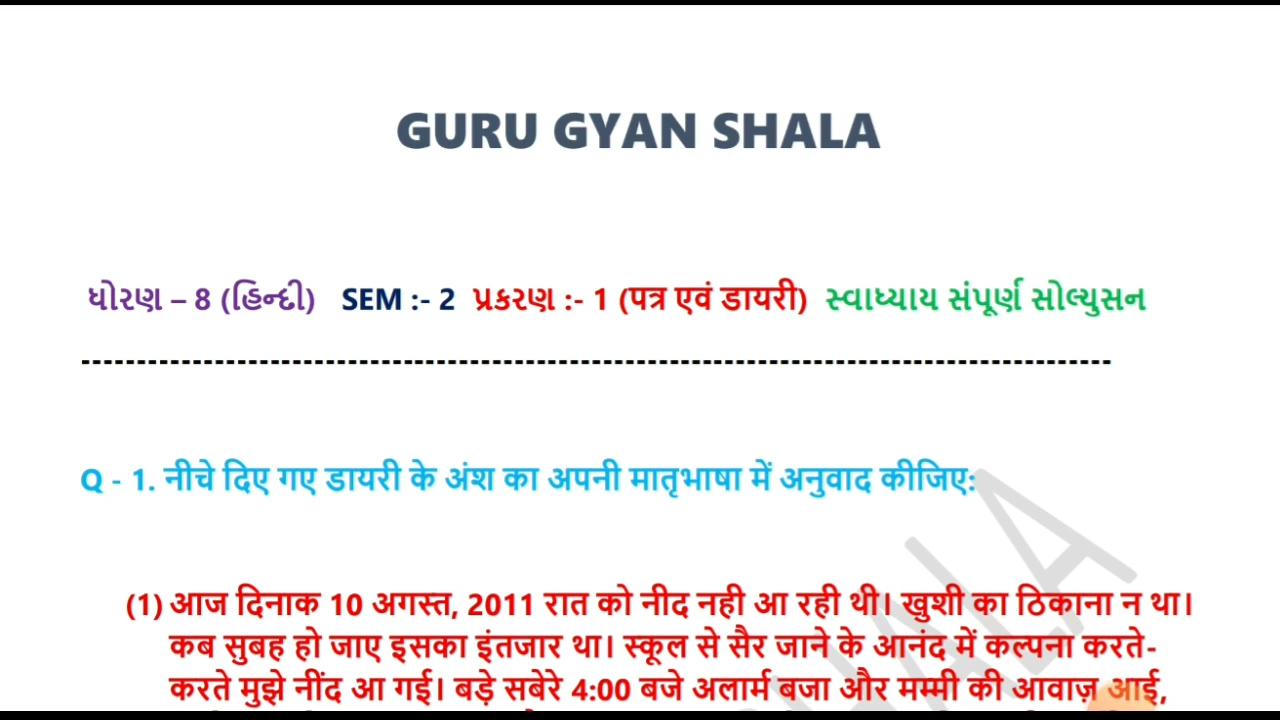 GURU GYAN SHALA
ધોરણ – 8 (હિન્દી) SEM :- 2 પ્રકરણ :- 1 (पत्र एवं डायरी) સ્વાધ્યાય સંપૂર્ણ સોલ્યુસન
---------------------------------------------------------------------------------------------
Q - 1. नीचे दिए गए डायरी के अंश का अपनी मातृभाषा में अनुवाद कीजिए:
(1) आज दिनाक 10 अगस्त, 2011 रात को नीद नही आ रही थी। खुशी का ठिकाना न था।
कब सुबह हो जाए इसका इंतजार था। स्कूल से सैर जाने के आनंद में कल्पना करते-
करते मुझे नींद आ गई। बड़े सबेरे 4:00 बजे अलार्म बजा और मम्मी की आवाज़ आई,